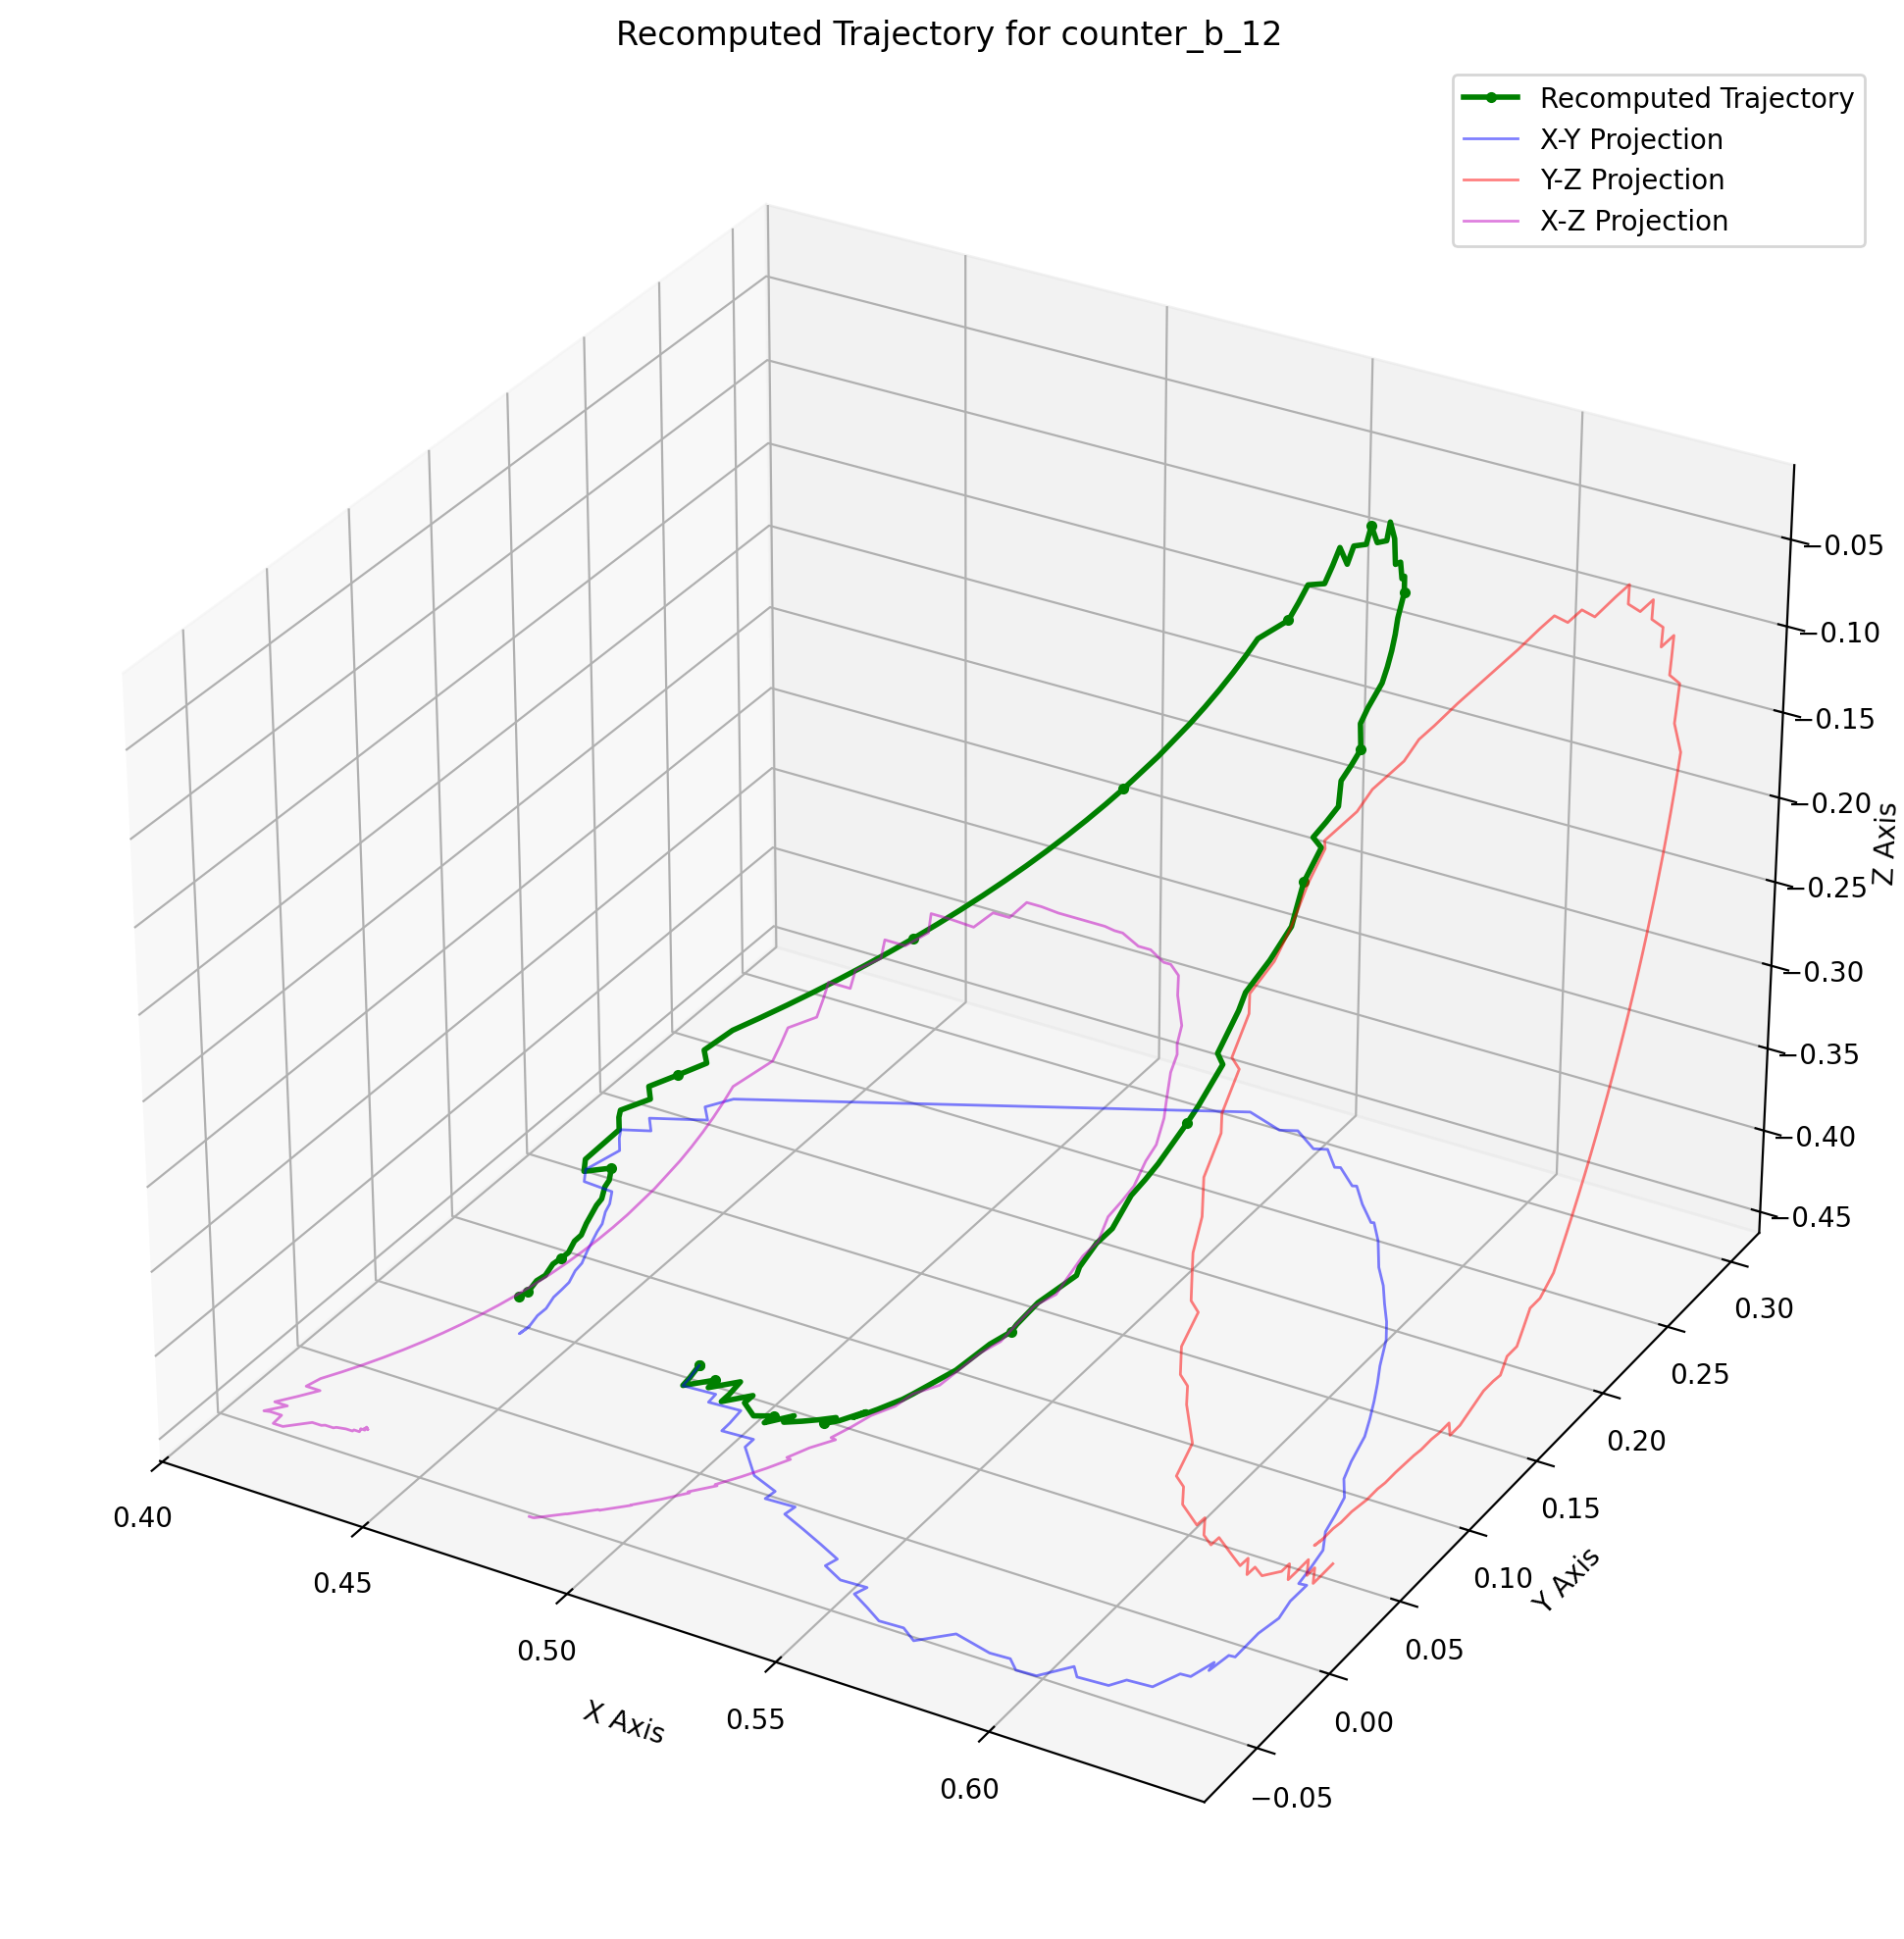 Recomputed Trajectory for counter_b_12
Recomputed Trajectory
X-Y Projection
Y-Z Projection
X-Z Projection
−0.05
−0.10
−0.15
−0.20
−0.25
−0.30
−0.35
−0.40
−0.45
Z Axis
0.30
0.25
0.20
0.15
0.10
0.05
0.00
−0.05
Y Axis
0.40
0.45
0.50
0.55
0.60
X Axis